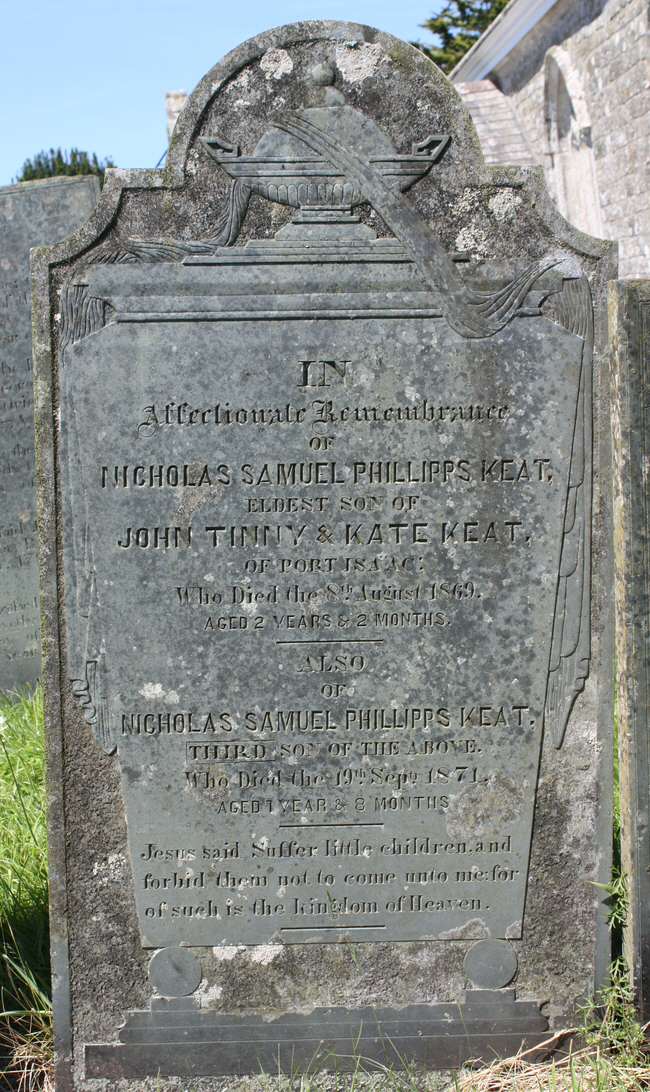 IN
Affectionate Remembrance
OF
NICHOLAS SAMUEL PHILLIPPS KEAT,
ELDEST SON OF
JOHN TINNY & KATE KEAT,
OF PORT ISAAC:
Who Died the 8th August 1869.
AGED 2 YEARS & 2 MONTHS.
ALSO
OF
NICHOLAS SAMUEL PHILLIPPS KEAT,
THIRD SON OF THE ABOVE.
Who Died the 19th Sepr 1871.
AGED 1 YEAR & 8 MONTHS
Jesus said Suffer little children, and
forbid them not to come unto me: for
of such is the kingdom of Heaven.